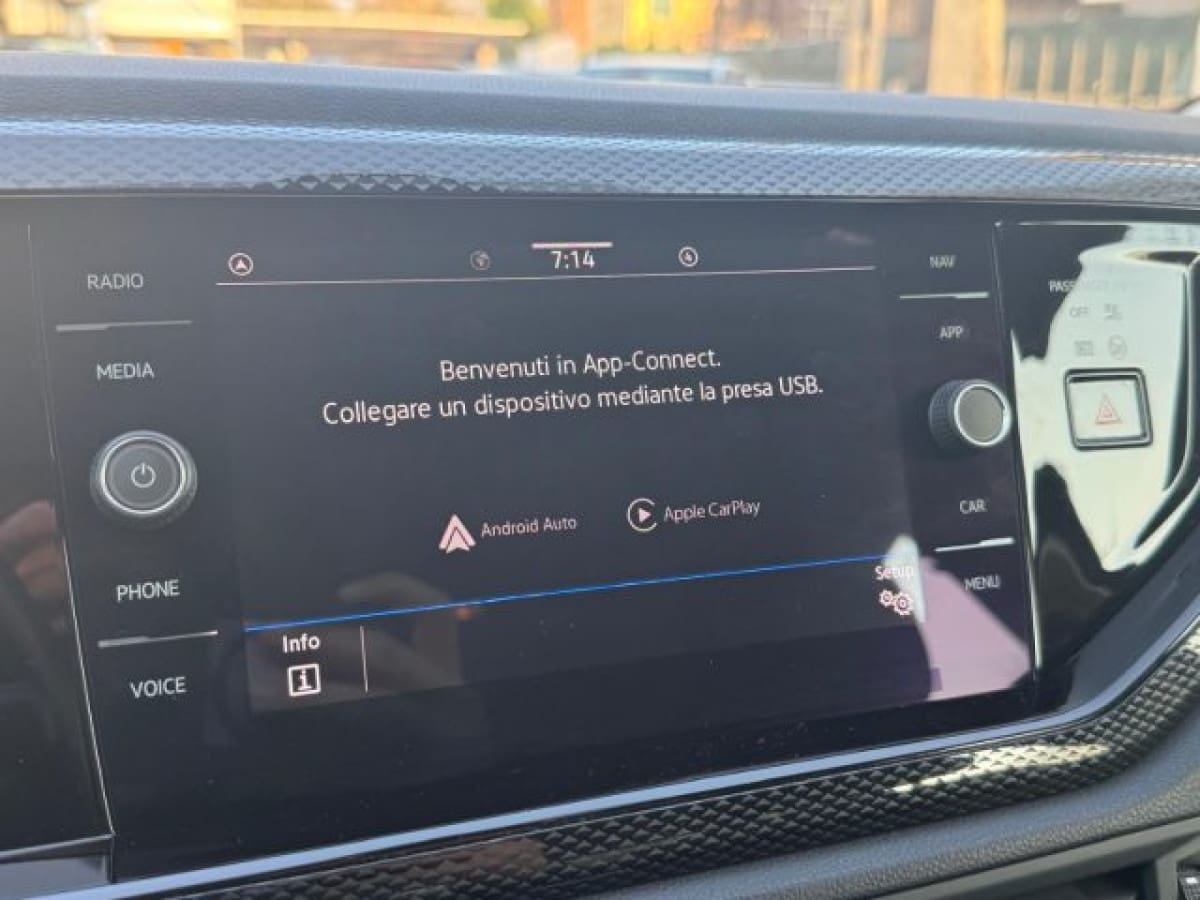 RADIO
MEDIA
PHONE
VOICE
7:14
Benvenuti in App-Connect.
Collegare un dispositivo mediante la presa USB.
Android Auto
Apple CarPlay
Setup
Info
i
NAV
APP
CAR
MENU
OFF